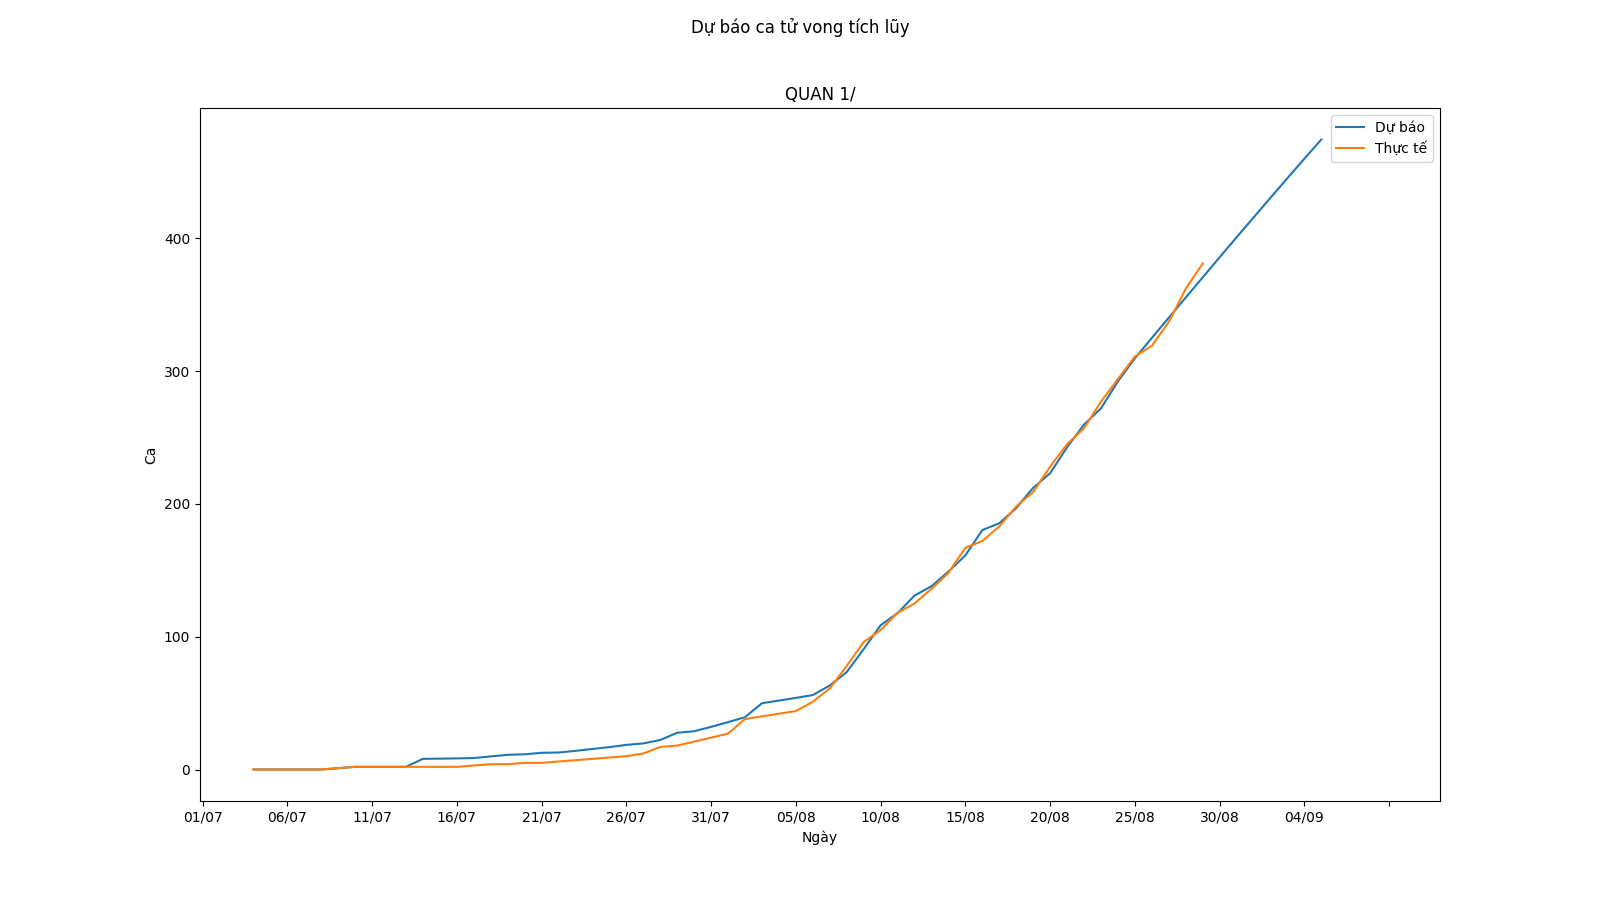 Dự báo ca tử vong tích lũy
QUAN 1/
Dự báo
Thực tế
400
300
200
100
0
Ca
01/07 06/07 11/07 16/07 21/07 26/07 31/07 05/08 10/08 15/08 20/08 25/08 30/08 04/09
Ngày